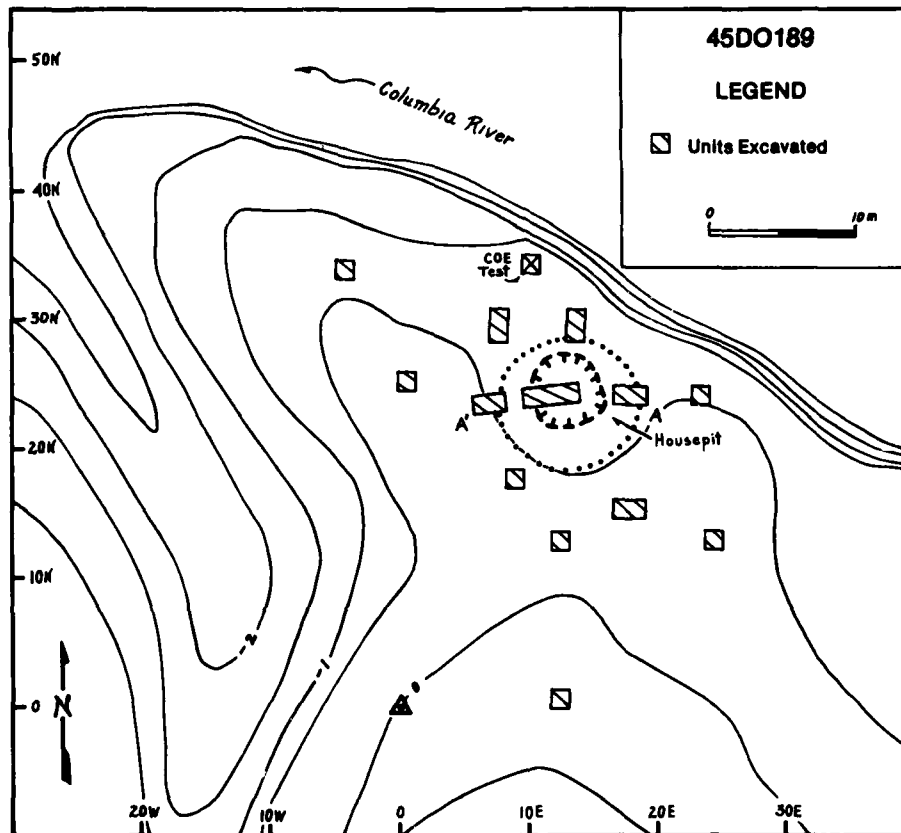 45DO189
LEGEND
Units Excavated
0 10m
50N
Columbia River
40N
COE
Test
30N
A'
A
Housepit
20N
10N
-2
-1
0
0
N
20W
10W
0
10E
20E
30E